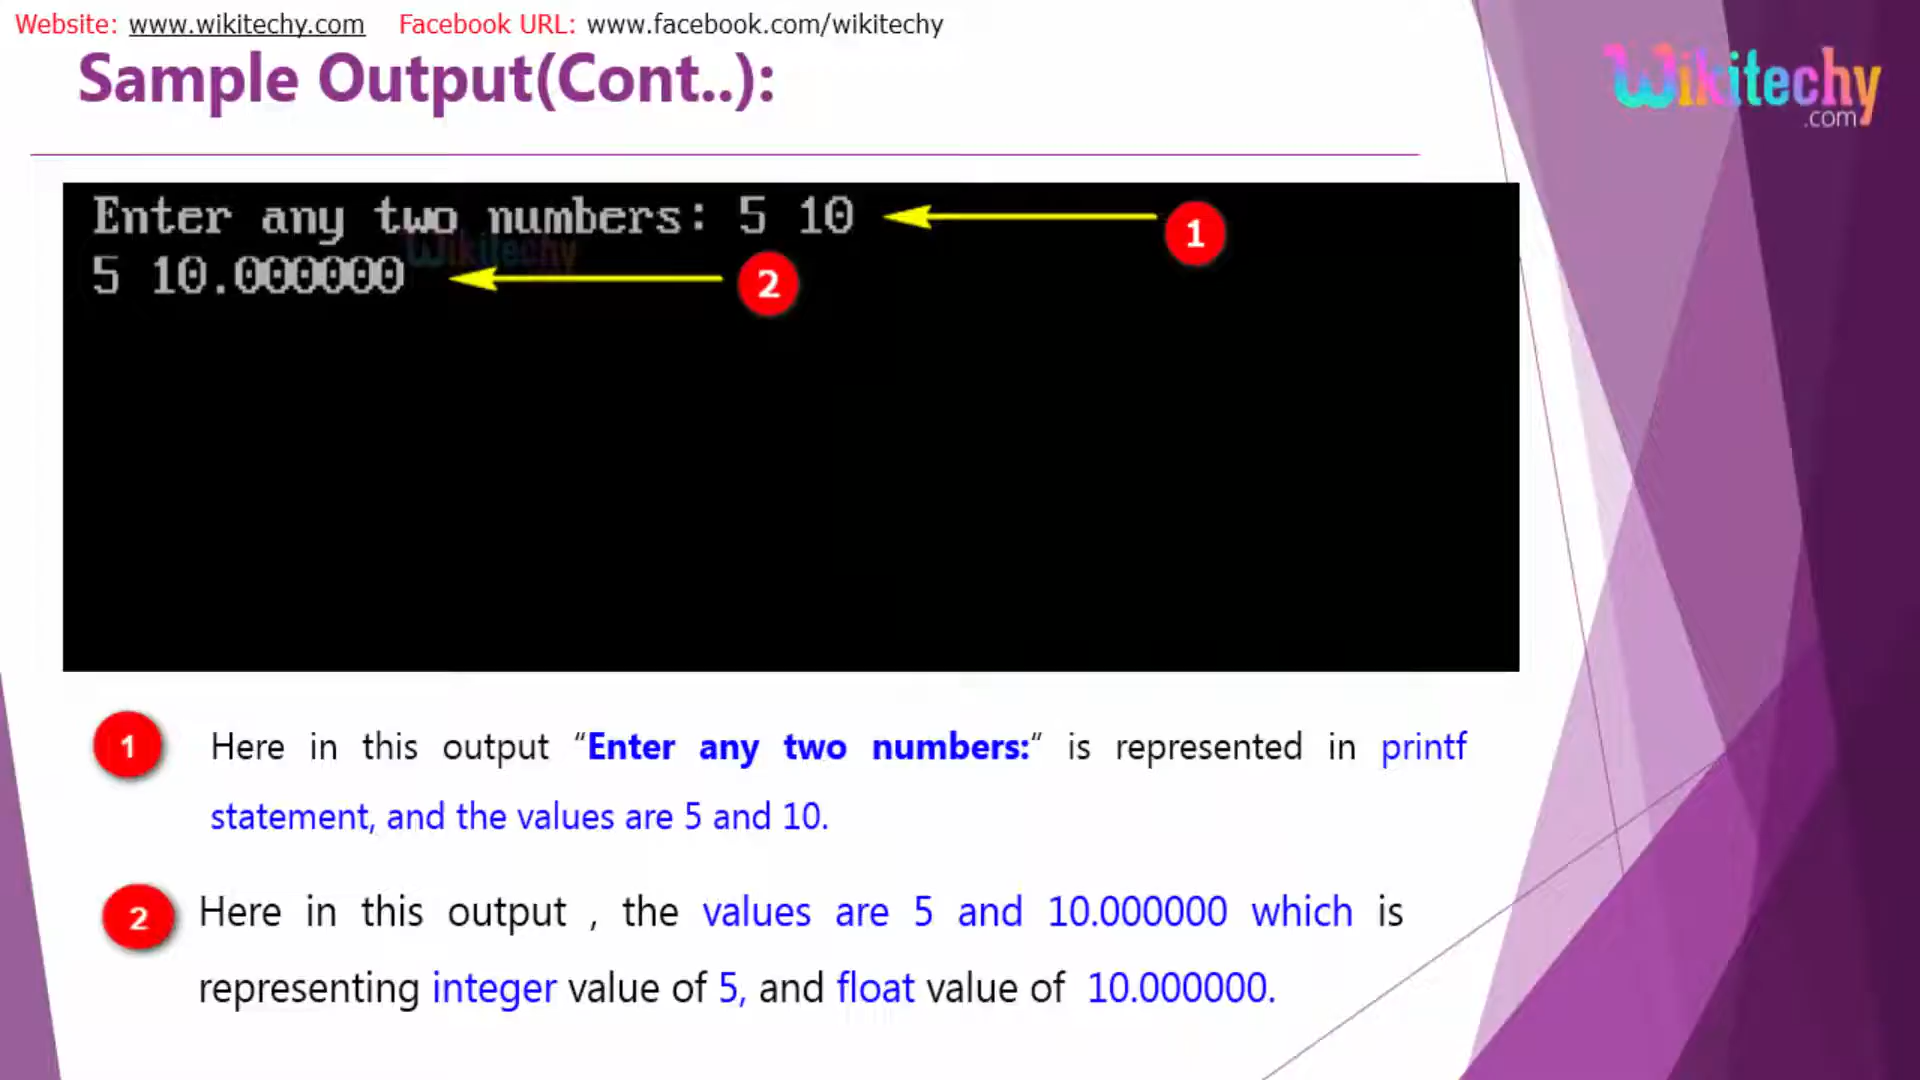 Website: www.wikitechy.com Facebook URL: www.facebook.com/wikitechy
Sample Output(Cont..):
Wikitechy
.com
Enter any two numbers: 5 10
1
Wikitechy
5 10.000000
2
1 Here in this output “Enter any two numbers:“ is represented in printf
statement, and the values are 5 and 10.
2 Here in this output , the values are 5 and 10.000000 which is
representing integer value of 5, and float value of 10.000000.